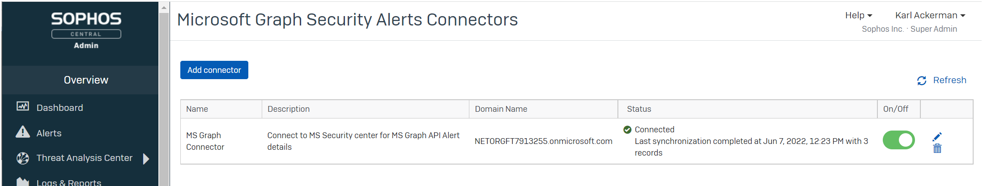 SOPHOS
CENTRAL
Admin
Overview
Dashboard
Alerts
Threat Analysis Center
Logs & Reports
Microsoft Graph Security Alerts Connectors
Help
Karl Ackerman
Sophos Inc. · Super Admin
Add connector
Refresh
Name Description Domain Name Status On/Off
MS Graph
Connector
Connect to MS Security center for MS Graph API Alert
details
NETORGFT7913255.onmicrosoft.com
Connected
Last synchronization completed at Jun 7, 2022, 12:23 PM with 3
records